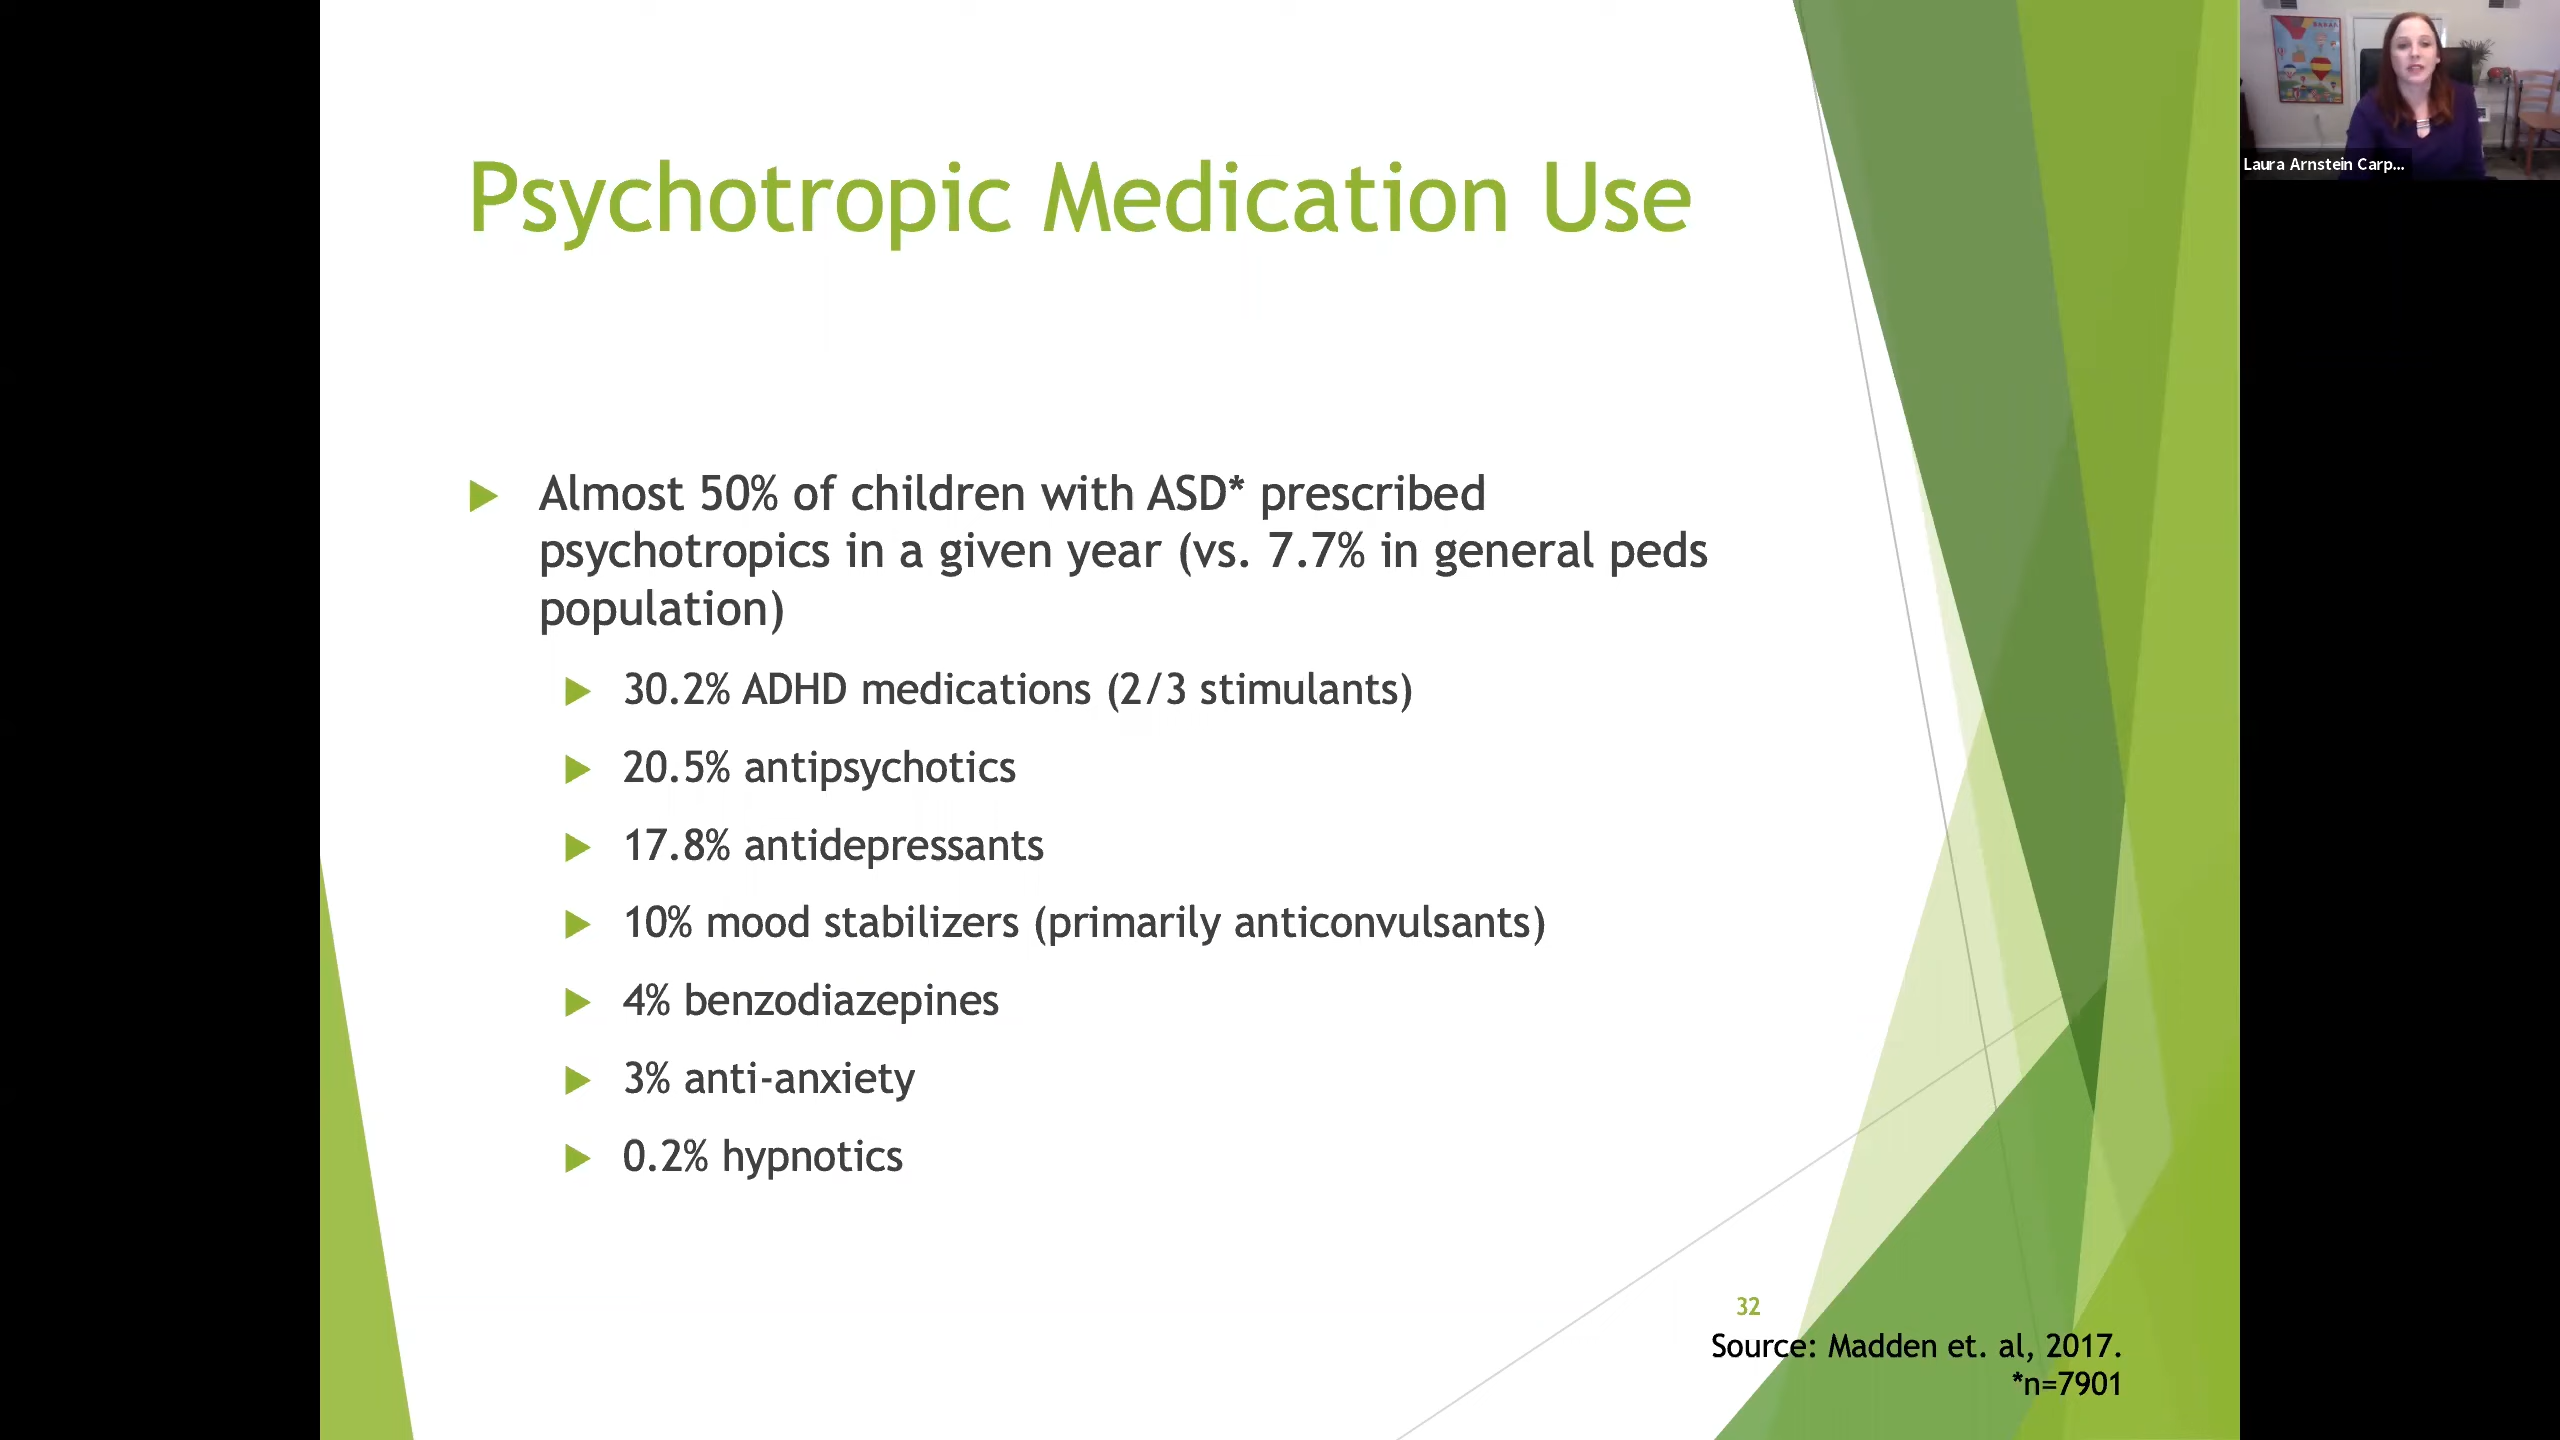 Psychotropic Medication Use
Laura Arnstein Carp...
Almost 50% of children with ASD* prescribed
psychotropics in a given year (vs. 7.7% in general peds
population)
30.2% ADHD medications (2/3 stimulants)
20.5% antipsychotics
17.8% antidepressants
10% mood stabilizers (primarily anticonvulsants)
4% benzodiazepines
3% anti-anxiety
0.2% hypnotics
32
Source: Madden et. al, 2017.
*n=7901